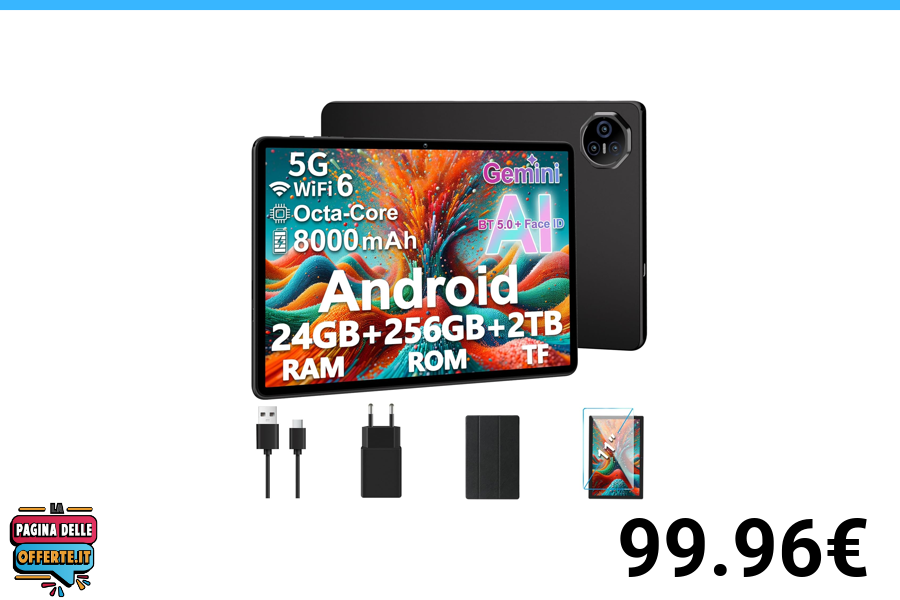 5G
WiFi 6
Octa-Core
8000mAh
Gemini
AI
BT 5.0+ Face ID
Android
24GB+256GB+2TB
RAM ROM TF
11"
LA
PAGINA DELLE
OFFERTE.IT
99.96€